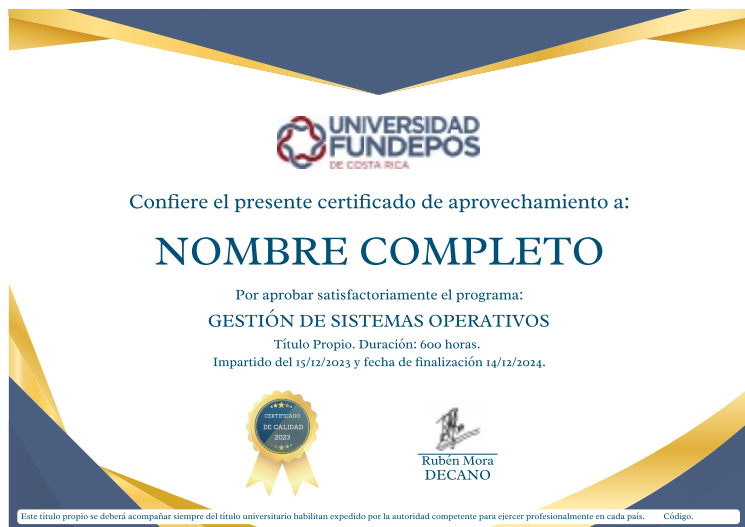 UNIVERSIDAD
FUNDEPOS
DE COSTA RICA
Confiere el presente certificado de aprovechamiento a:
NOMBRE COMPLETO
Por aprobar satisfactoriamente el programa:
GESTIÓN DE SISTEMAS OPERATIVOS
Título Propio. Duración: 600 horas.
Impartido del 15/12/2023 y fecha de finalización 14/12/2024.
CERTIFICADO
DE CALIDAD
2023
Rubén Mora
DECANO
Este título propio se deberá acompañar siempre del título universitario habilitan expedido por la autoridad competente para ejercer profesionalmente en cada país. Código.